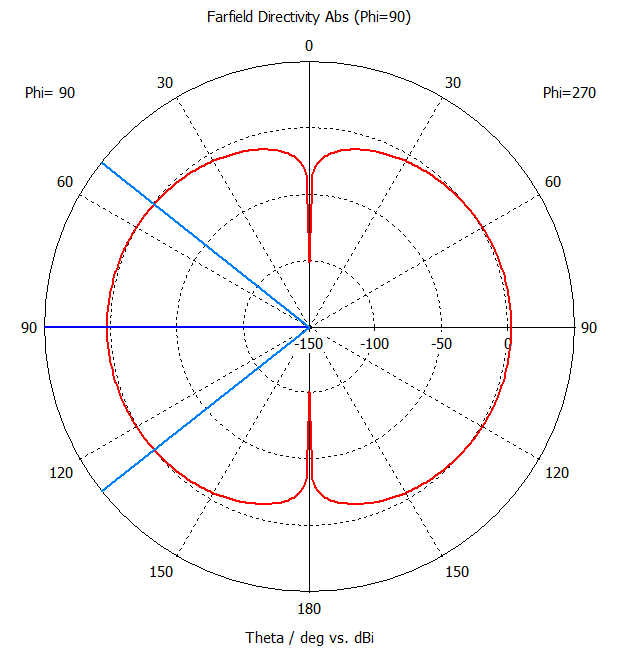 Farfield Directivity Abs (Phi=90)
0
30 30
Phi= 90 Phi=270
60 60
90 90
-150 -100 -50 0
120 120
150 150
180
Theta / deg vs. dBi